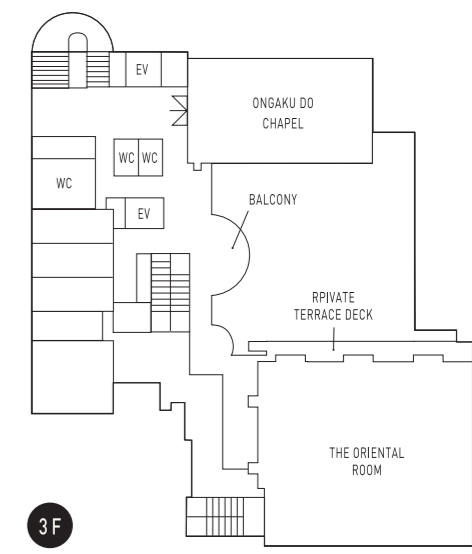 EV
ONGAKU DO
CHAPEL
WC WC
WC
BALCONY
EV
RPIVATE
TERRACE DECK
THE ORIENTAL
ROOM
3F